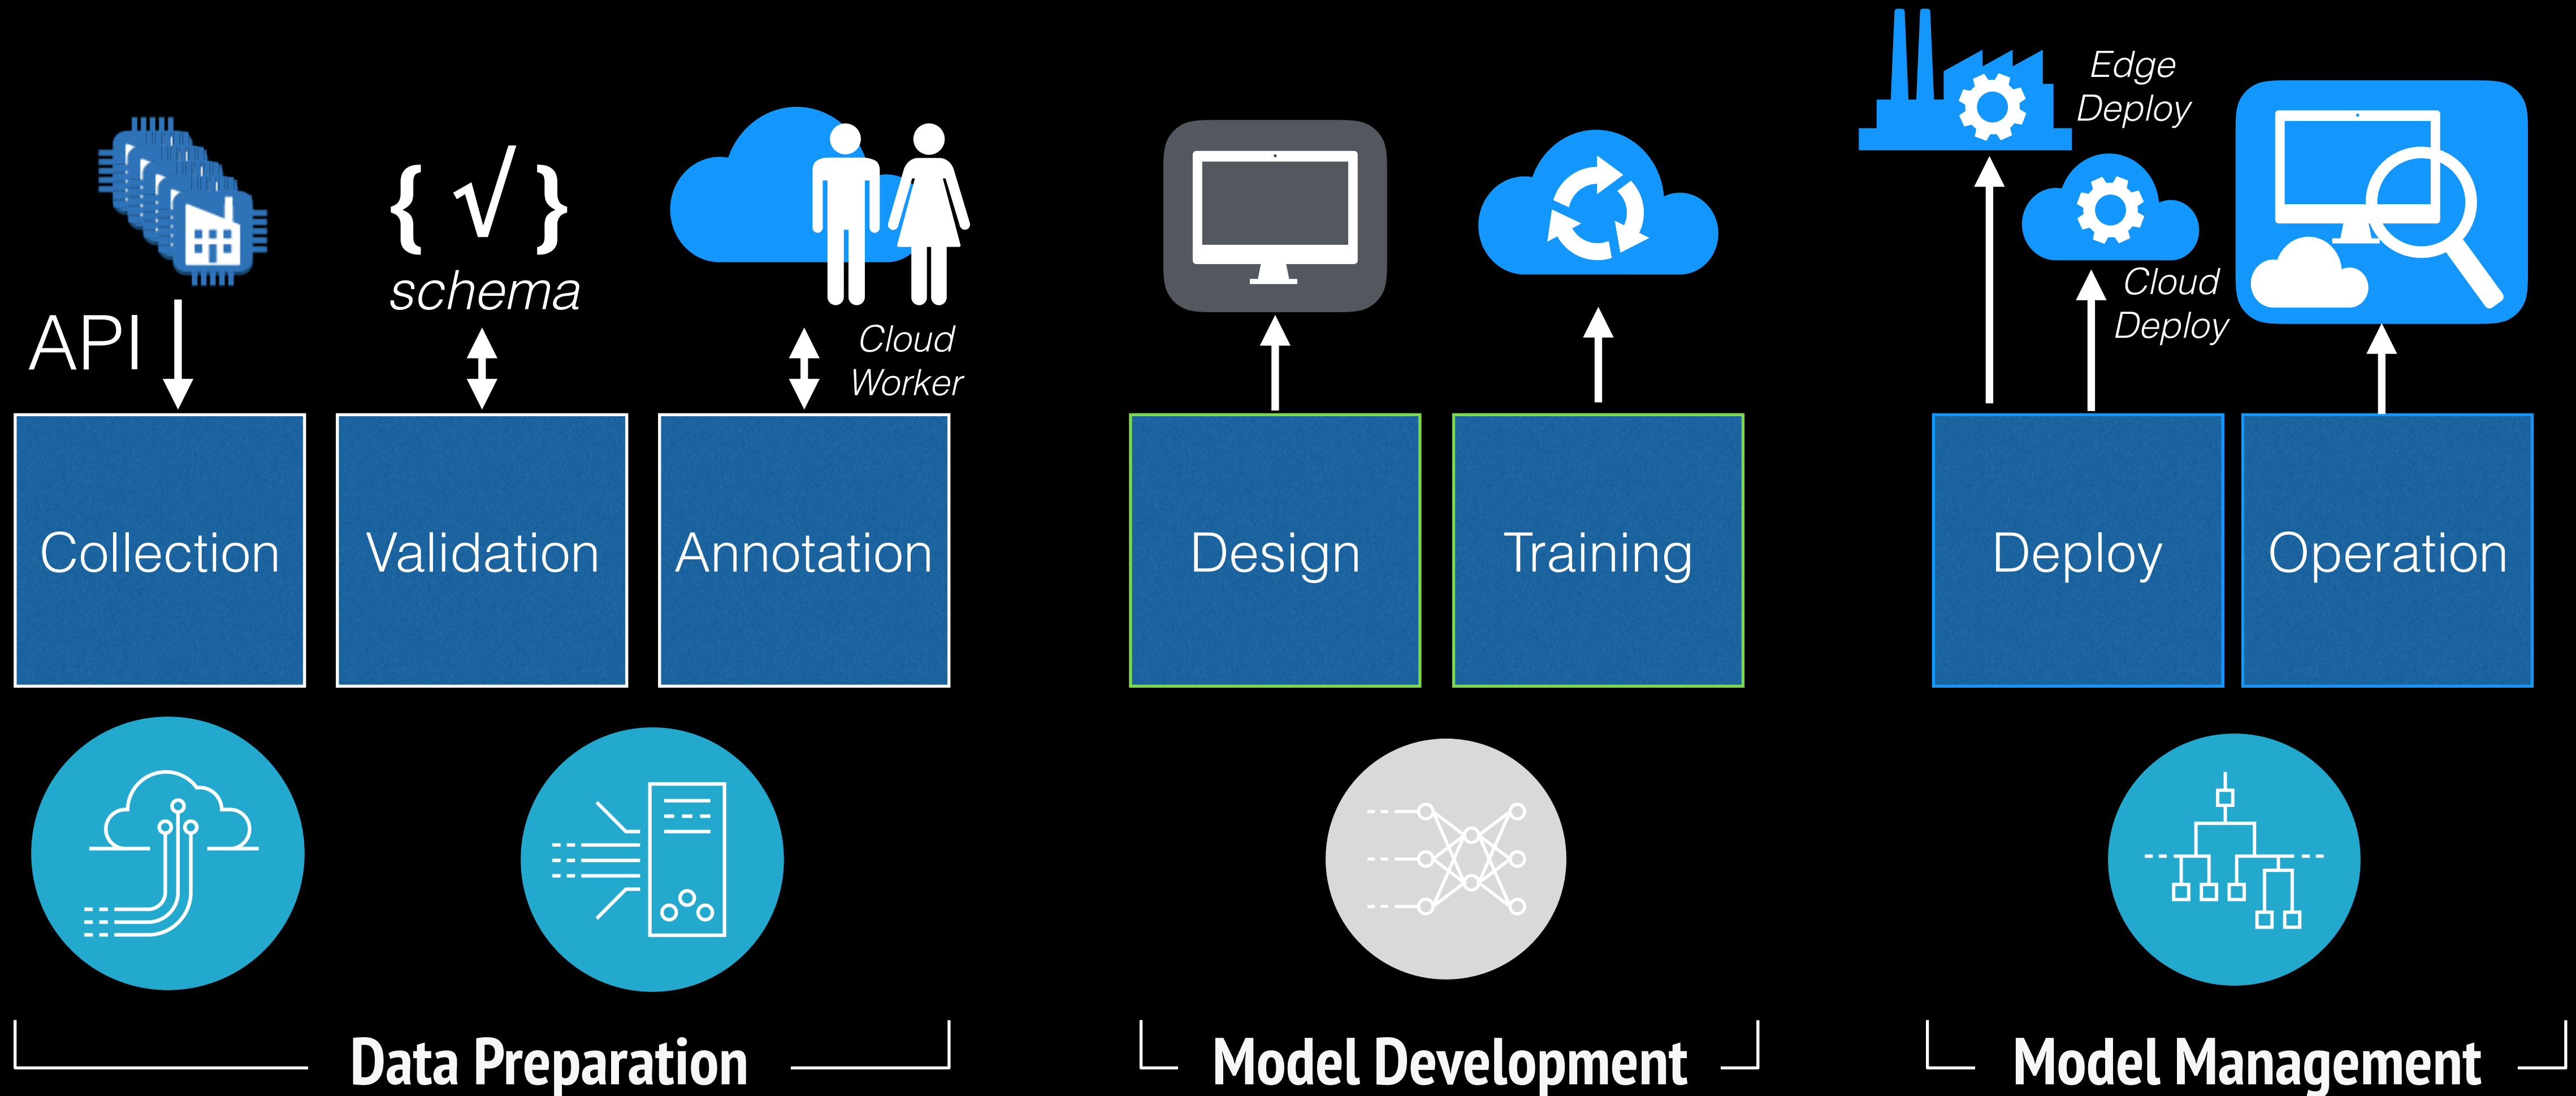 Edge
Deploy
{ √ }
schema
API
Cloud
Worker
Cloud
Deploy
Collection
Validation
Annotation
Design
Training
Deploy
Operation
Data Preparation
Model Development
Model Management